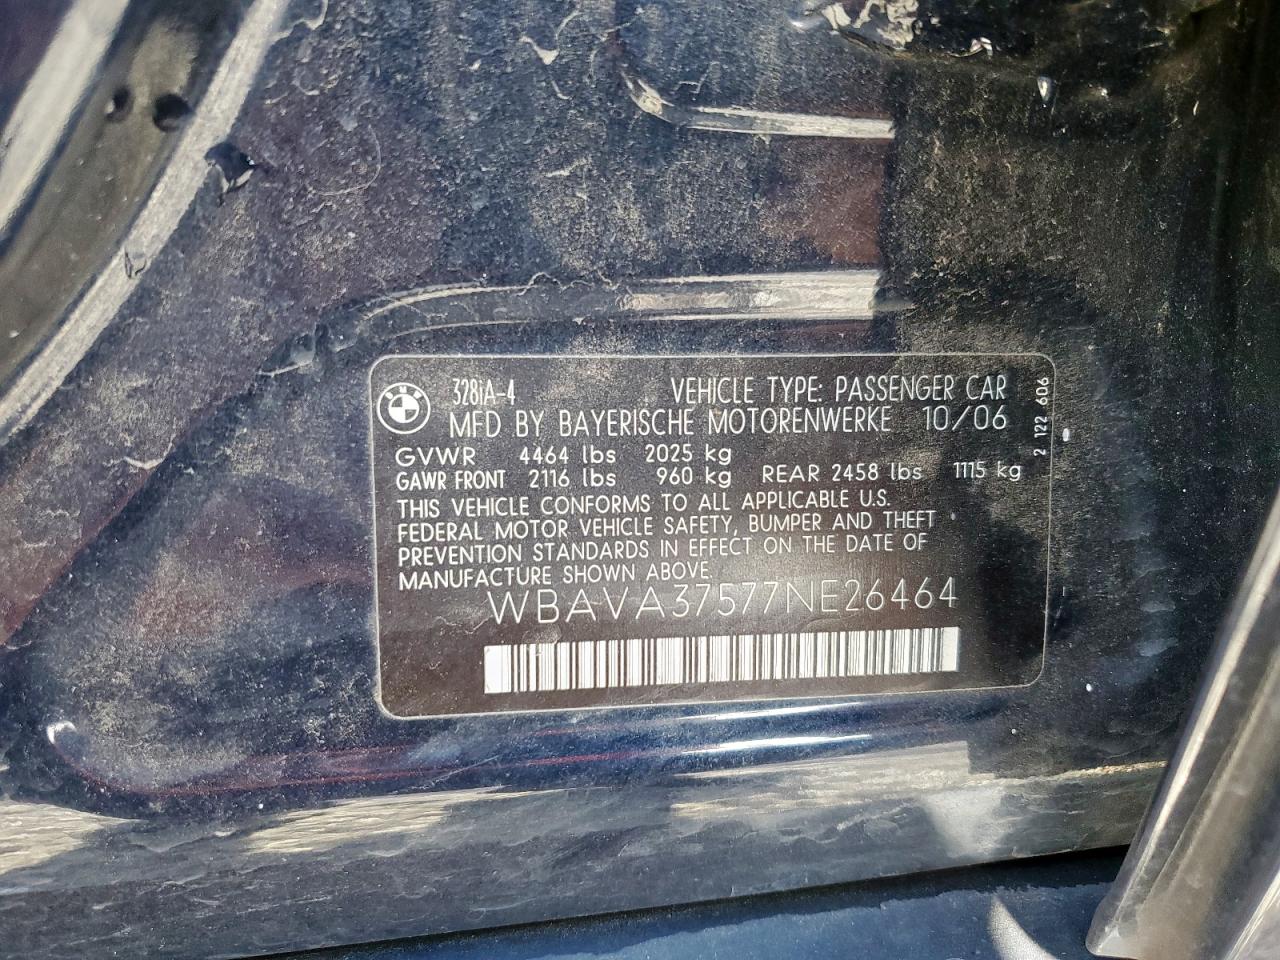 328iA-4 VEHICLE TYPE: PASSENGER CAR
MFD BY BAYERISCHE MOTORENWERKE 10/06
GVWR 4464 lbs 2025 kg
GAWR FRONT 2116 lbs 960 kg REAR 2458 lbs 1115 kg
THIS VEHICLE CONFORMS TO ALL APPLICABLE U.S.
FEDERAL MOTOR VEHICLE SAFETY, BUMPER AND THEFT
PREVENTION STANDARDS IN EFFECT ON THE DATE OF
MANUFACTURE SHOWN ABOVE.
WBAVA37577NE26464
2 122 606